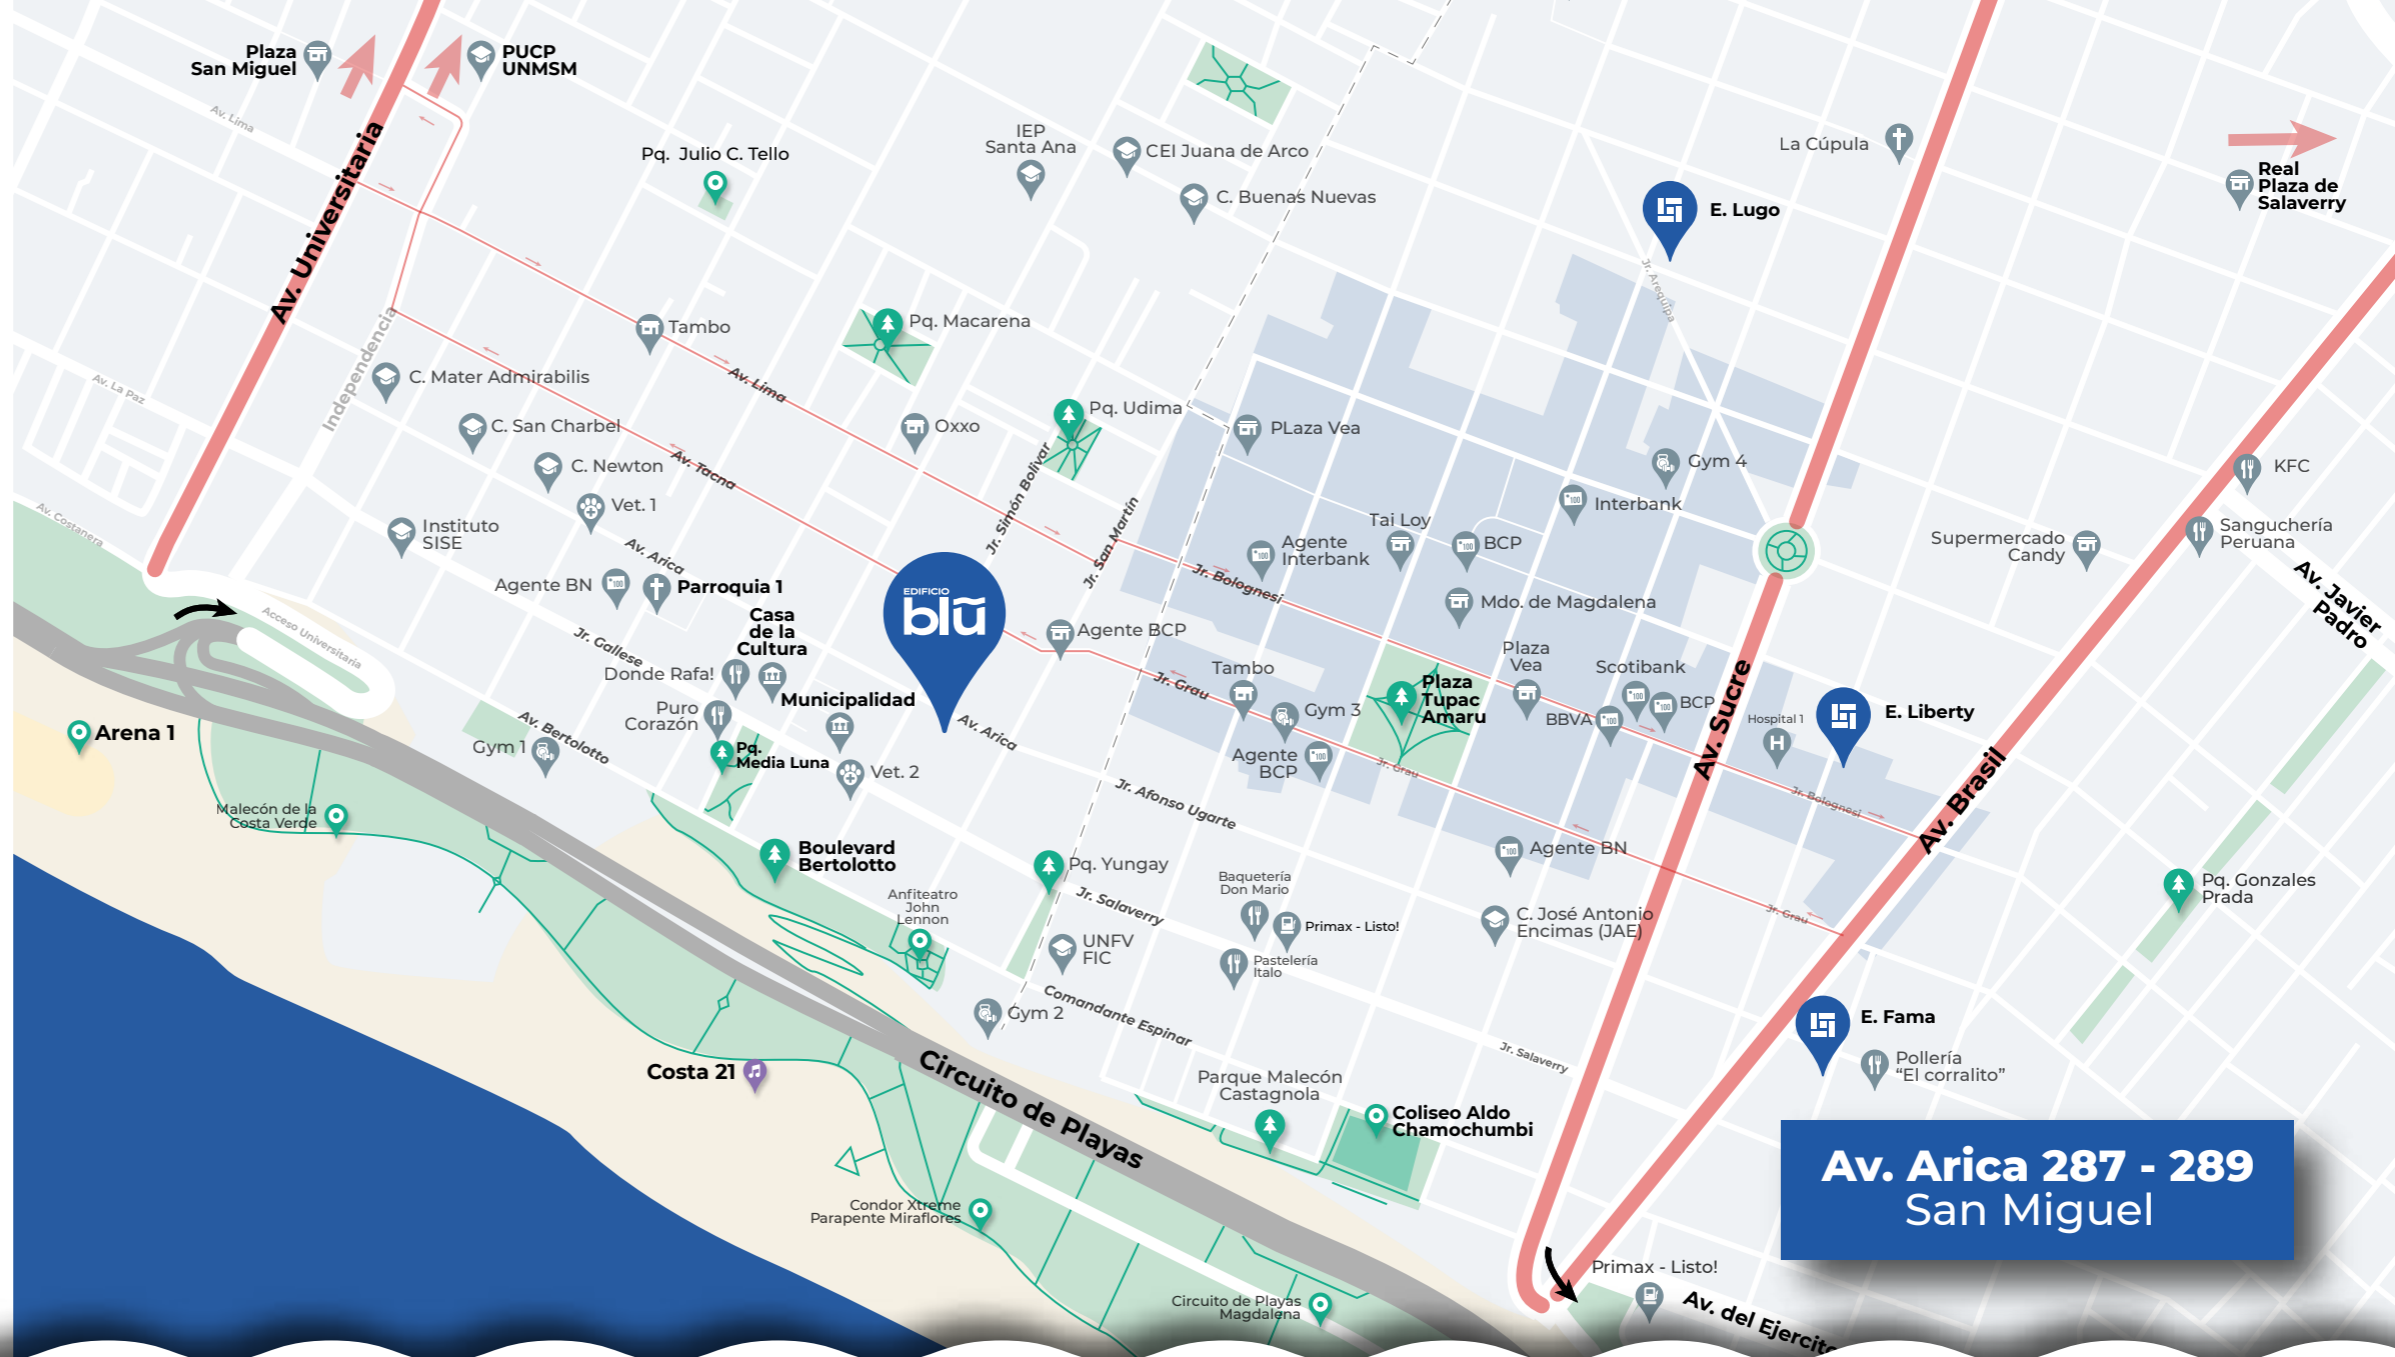 Plaza
San Miguel
PUCP
UNMSM
Av. Lima
Av. Universitaria
Pq. Julio C. Tello
IEP
Santa Ana
CEI Juana de Arco
C. Buenas Nuevas
La Cúpula
E. Lugo
Real
Plaza de
Salaverry
Jr. Arequipa
Independencia
Tambo
Pq. Macarena
Av. La Paz
C. Mater Admirabilis
Av. Lima
Oxxo
Pq. Udima
PLaza Vea
C. San Charbel
Av. Tacna
C. Newton
Jr. Simón Bolivar
Jr. San Martín
Gym 4
KFC
Interbank
Vet. 1
Av. Costanera
Instituto
SISE
Av. Arica
Tai Loy
Agente
Interbank
BCP
Sanguchería
Peruana
Supermercado
Candy
Av. Javier
Padro
Agente BN
Parroquia 1
Jr. Bolognesi
Mdo. de Magdalena
Acceso Universitaria
Casa
de la
Cultura
EDIFICIO
blū
Agente BCP
Jr. Gallese
Donde Rafa!
Tambo
Jr. Grau
Plaza
Vea
Scotibank
Av. Sucre
Plaza
Tupac
Amaru
Municipalidad
Puro
Corazón
Gym 3
BBVA
BCP
Hospital 1
E. Liberty
Arena 1
Av. Bertolotto
Gym 1
Av. Arica
Pq.
Media Luna
Vet. 2
Agente
BCP
Jr. Grau
Jr. Afonso Ugarte
Jr. Bolognesi
Av. Brasil
Malecón de la
Costa Verde
Boulevard
Bertolotto
Pq. Yungay
Agente BN
Anfiteatro
John
Lennon
Jr. Salaverry
Baquetería
Don Mario
Primax - Listo!
C. José Antonio
Encimas (JAE)
Jr. Grau
Pq. Gonzales
Prada
UNFV
FIC
Pastelería
Italo
Gym 2
Comandante Espinar
E. Fama
Jr. Salaverry
Pollería
“El corralito”
Costa 21
Circuito de Playas
Parque Malecón
Castagnola
Coliseo Aldo
Chamochumbi
Av. Arica 287 - 289
San Miguel
Condor Xtreme
Parapente Miraflores
Primax - Listo!
Circuito de Playas
Magdalena
Av. del Ejercito